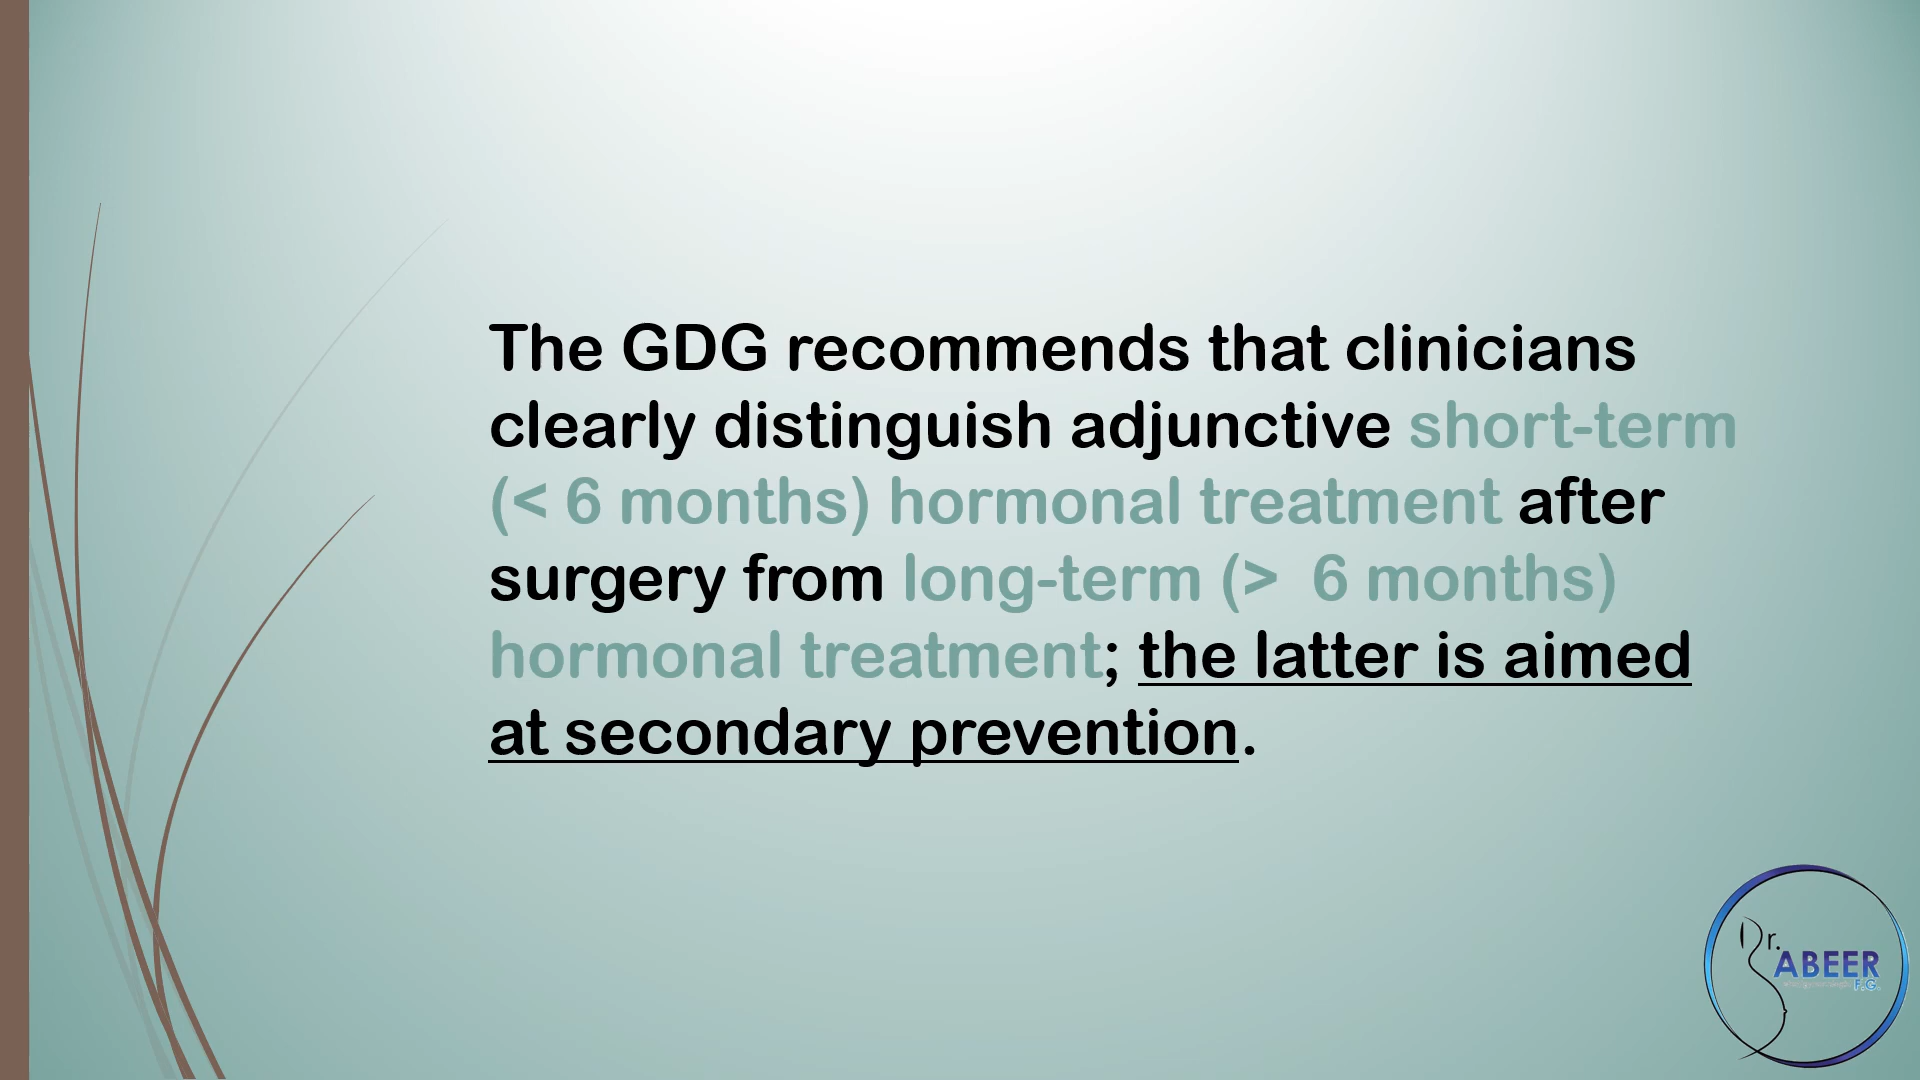 The GDG recommends that clinicians
clearly distinguish adjunctive short-term
(< 6 months) hormonal treatment after
surgery from long-term (>  6 months)
hormonal treatment; the latter is aimed
at secondary prevention.
Dr.
ABEER
F.G.